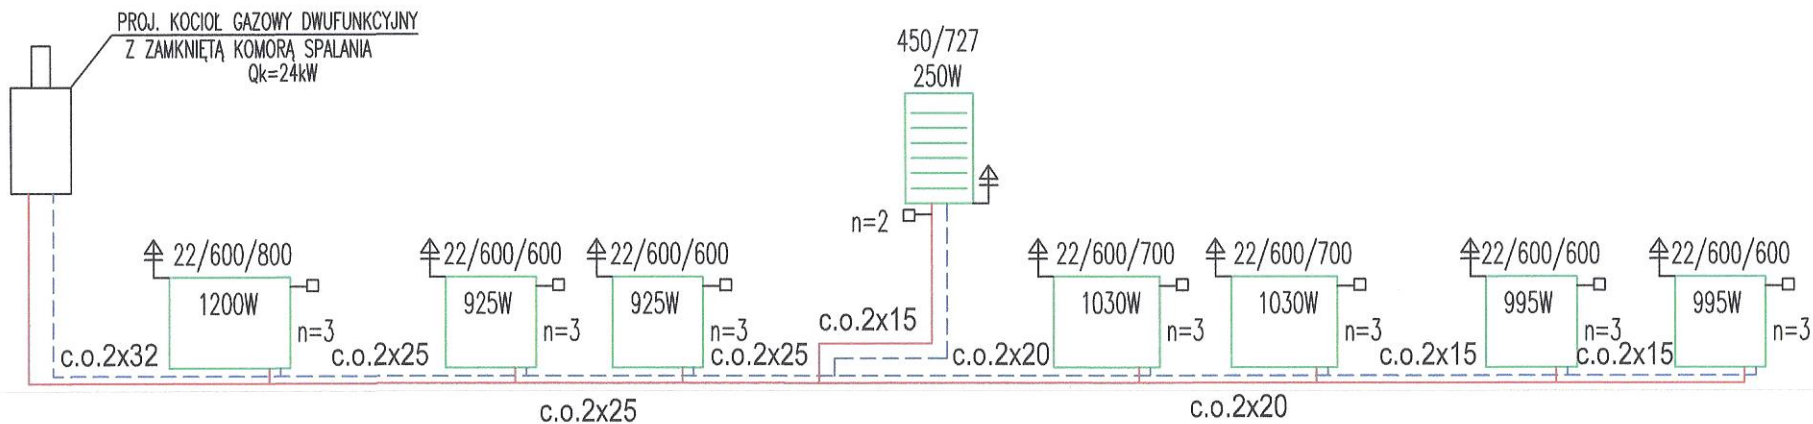 PROJ. KOCIOŁ GAZOWY DWUFUNKCYJNY
Z ZAMKNIĘTĄ KOMORĄ SPALANIA
Qk=24kW
450/727
250W
n=2
22/600/800
1200W
n=3
22/600/600
925W
n=3
22/600/600
925W
n=3
22/600/700
1030W
n=3
22/600/700
1030W
n=3
22/600/600
995W
n=3
22/600/600
995W
n=3
c.o.2x32
c.o.2x25
c.o.2x25
c.o.2x15
c.o.2x20
c.o.2x15
c.o.2x15
c.o.2x25
c.o.2x20